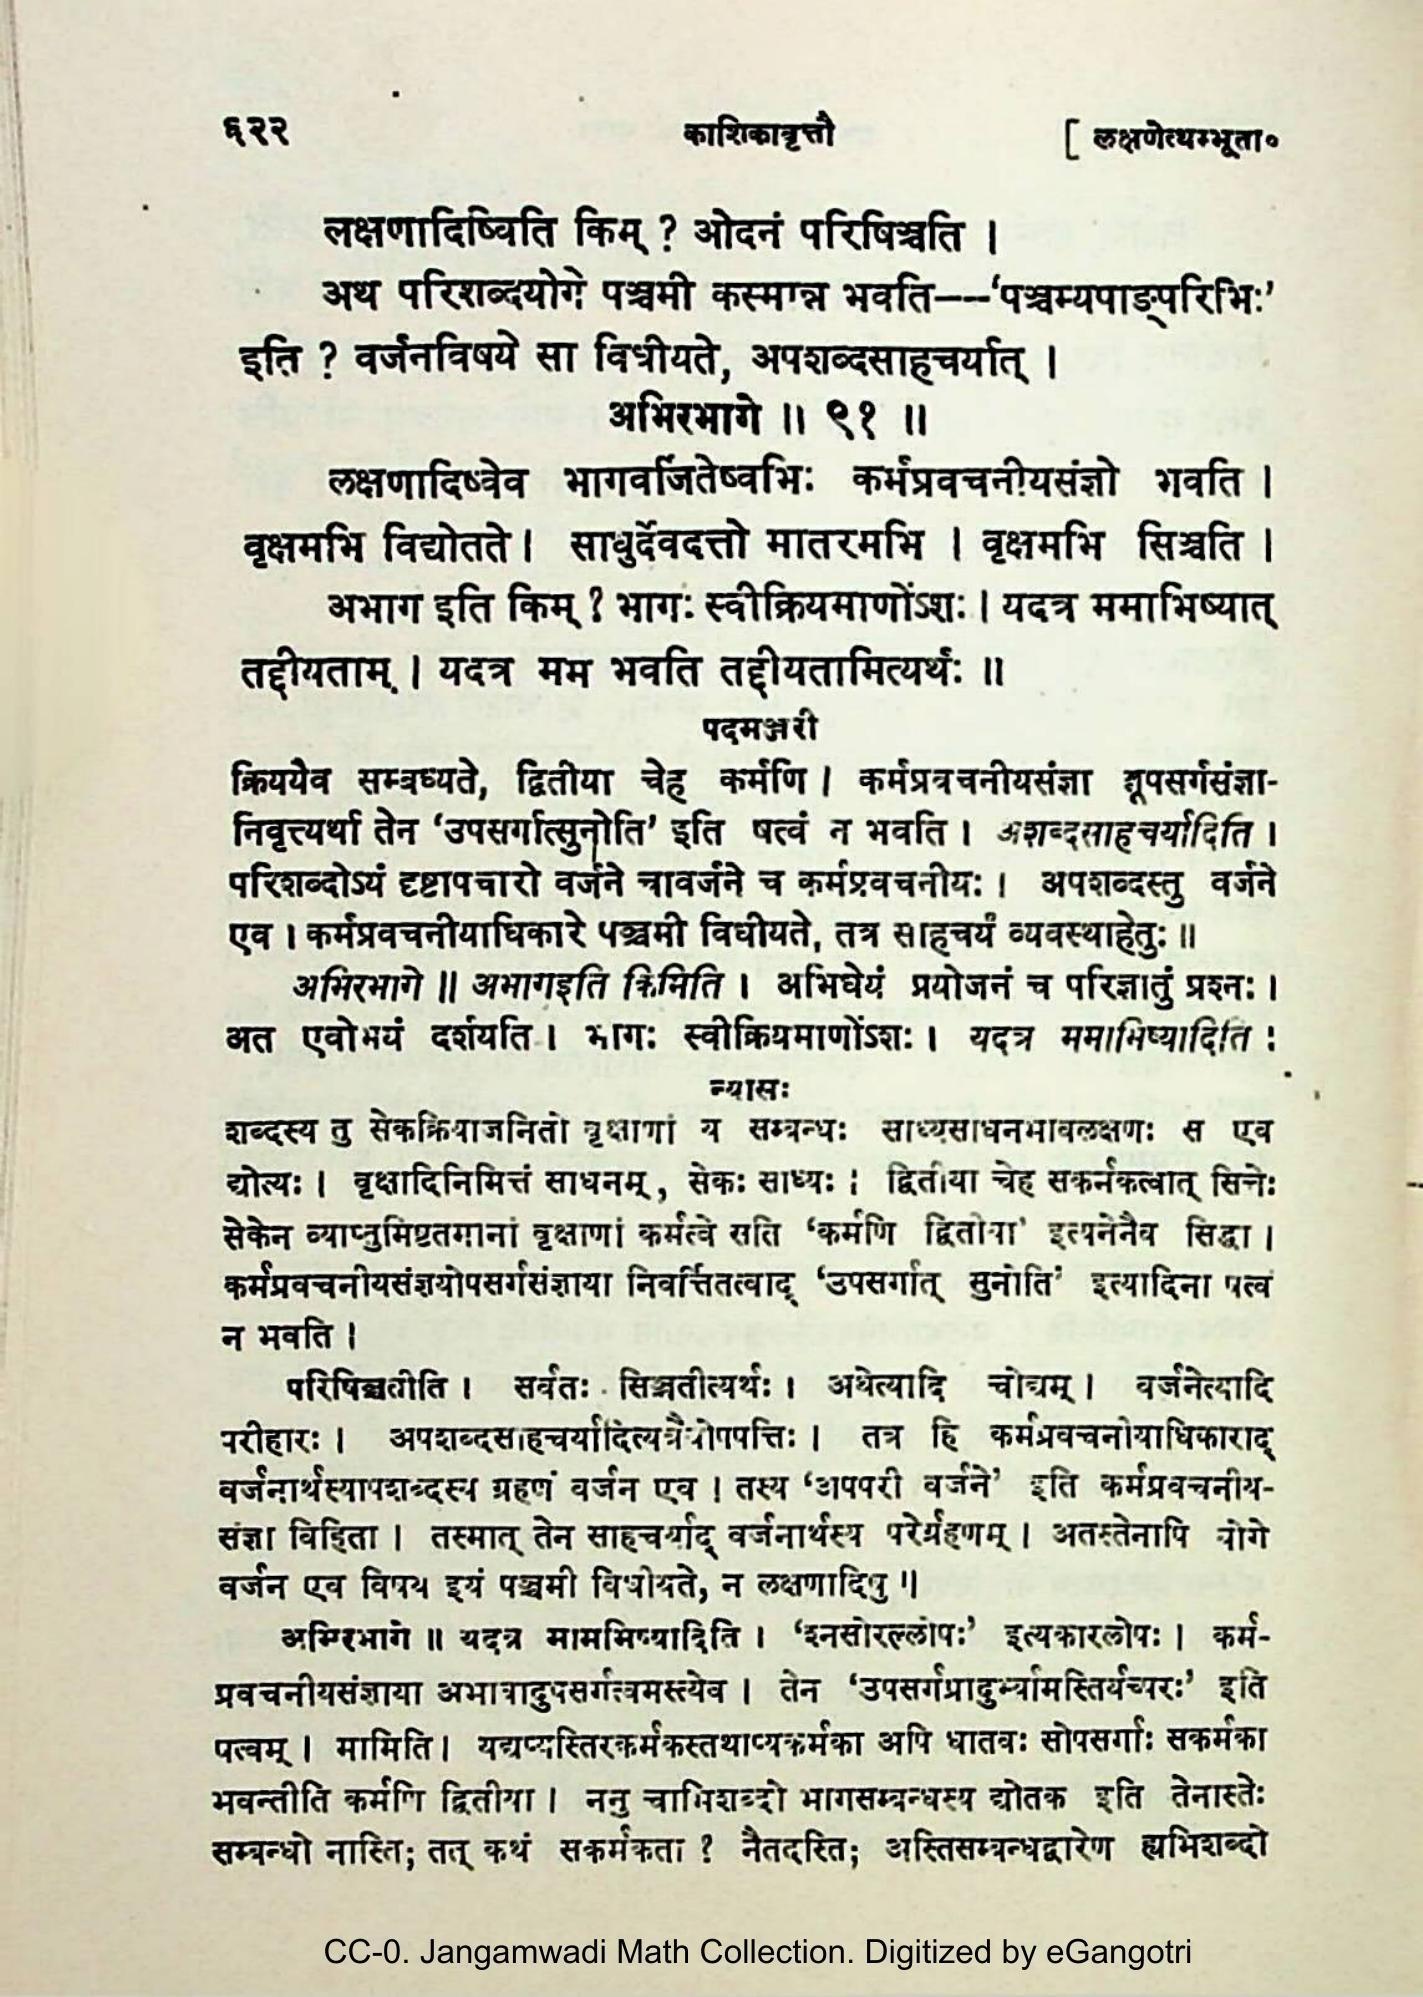 ६२२ काशिकावृत्तौ [ लक्षणेत्थम्भूता०
लक्षणादिष्विति किम् ? ओदनं परिषिञ्चति ।
अथ परिशब्दयोगे पञ्चमी कस्मान्न भवति––‘पञ्चम्यपाङ्परिभिः’
इति ? वर्जनविषये सा विधीयते, अपशब्दसाहचर्यात् ।
अभिरभागे ॥ ९१ ॥
लक्षणादिष्वेव भागवर्जितेष्वभिः कर्मप्रवचनीयसंज्ञो भवति ।
वृक्षमभि विद्योतते । साधुर्देवदत्तो मातरमभि । वृक्षमभि सिञ्चति ।
अभाग इति किम् ? भागः स्वीक्रियमाणोंऽशः । यदत्र ममाभिष्यात्
तद्दीयताम् । यदत्र मम भवति तद्दीयतामित्यर्थः ॥
पदमञ्जरी
क्रिययैव सम्बध्यते, द्वितीया चेह कर्मणि । कर्मप्रवचनीयसंज्ञा ह्युपसर्गसंज्ञा-
निवृत्त्यर्था तेन ‘उपसर्गात्सुनोति’ इति षत्वं न भवति । अशब्दसाहचर्यादिति ।
परिशब्दोऽयं दृष्टापचारो वर्जने चावर्जने च कर्मप्रवचनीयः । अपशब्दस्तु वर्जने
एव । कर्मप्रवचनीयाधिकारे पञ्चमी विधीयते, तत्र साहचर्यं व्यवस्थाहेतुः ॥
अभिरभागे ॥ अभागइति किमिति । अभिधेयं प्रयोजनं च परिज्ञातुं प्रश्नः ।
अत एवोभयं दर्शयति । भागः स्वीक्रियमाणोंऽशः । यदत्र ममाभिष्यादिति ।
न्यासः
शब्दस्य तु सेकक्रियाजनितो वृक्षाणां य सम्बन्धः साध्यसाधनभावलक्षणः स एव
द्योत्यः । वृक्षादिनिमित्तं साधनम्, सेकः साध्यः । द्वितीया चेह सकर्मकत्वात् सिचेः
सेकेन व्याप्तुमिष्टतमानां वृक्षाणां कर्मत्वे सति ‘कर्मणि द्वितीया’ इत्यनेनैव सिद्धा ।
कर्मप्रवचनीयसंज्ञयोपसर्गसंज्ञाया निवर्त्तितत्वाद् ‘उपसर्गात् सुनोति’ इत्यादिना षत्वं
न भवति ।
परिषिञ्चतीति । सर्वतः सिञ्चतीत्यर्थः । अथेत्यादि चोद्यम् । वर्जनेत्यादि
परीहारः । अपशब्दसाहचर्यादित्यत्रैवोपपत्तिः । तत्र हि कर्मप्रवचनीयाधिकाराद्
वर्जनार्थस्यापशब्दस्य ग्रहणं वर्जन एव । तस्य ‘अपपरी वर्जने’ इति कर्मप्रवचनीय-
संज्ञा विहिता । तस्मात् तेन साहचर्याद् वर्जनार्थस्य परेर्ग्रहणम् । अतस्तेनापि योगे
वर्जन एव विषय इयं पञ्चमी विधीयते, न लक्षणादिषु ॥
अभिरभागे ॥ यदत्र मामभिष्यादिति । ‘श्नसोरल्लोपः’ इत्यकारलोपः । कर्म-
प्रवचनीयसंज्ञाया अभावादुपसर्गत्वमस्त्येव । तेन ‘उपसर्गप्रादुर्भ्यामस्तिर्यच्परः’ इति
षत्वम् । मामिति । यद्यप्यस्तिरकर्मकस्तथाप्यकर्मका अपि धातवः सोपसर्गाः सकर्मका
भवन्तीति कर्मणि द्वितीया । ननु चाभिशब्दो भागसम्बन्धस्य द्योतक इति तेनास्तेः
सम्बन्धो नास्ति; तत् कथं सकर्मकता ? नैतदस्ति; अस्तिसम्बन्धद्वारेण ह्यभिशब्दो
CC-0. Jangamwadi Math Collection. Digitized by eGangotri